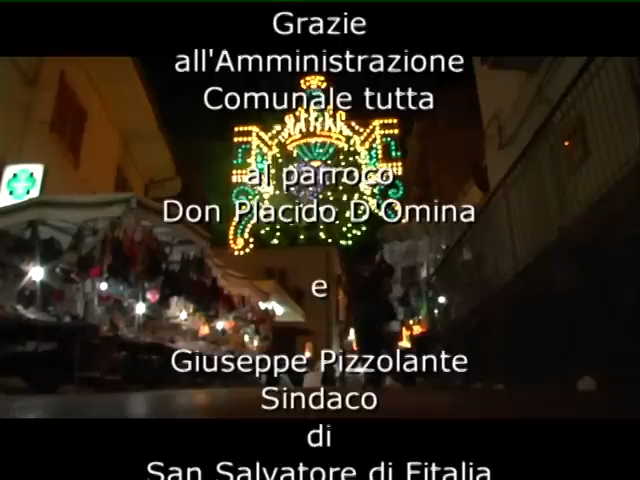 Grazie
all'Amministrazione
Comunale tutta
al parroco
Don Placido D'Omina
e
Giuseppe Pizzolante
Sindaco
di
San Salvatore di Fitalia